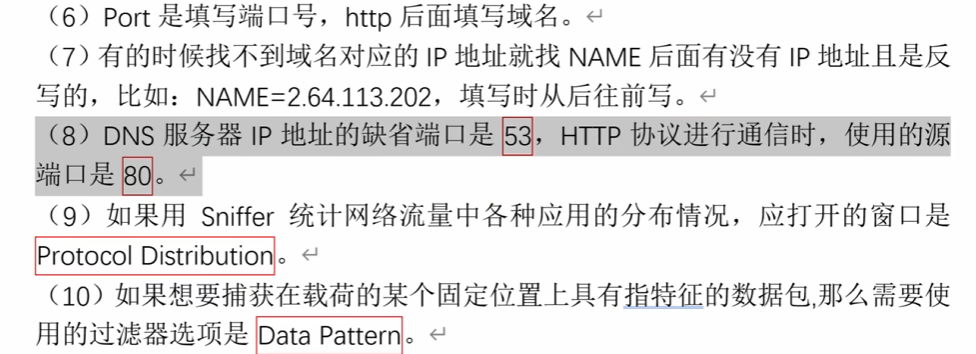 （6）Port 是填写端口号，http 后面填写域名。↵
（7）有的时候找不到域名对应的 IP 地址就找 NAME 后面有没有 IP 地址且是反
写的，比如：NAME=2.64.113.202，填写时从后往前写。↵
（8）DNS 服务器 IP 地址的缺省端口是 53，HTTP 协议进行通信时，使用的源
端口是 80。↵
（9）如果用 Sniffer 统计网络流量中各种应用的分布情况，应打开的窗口是
Protocol Distribution。↵
（10）如果想要捕获在载荷的某个固定位置上具有指特征的数据包,那么需要使
用的过滤器选项是 Data Pattern。↵